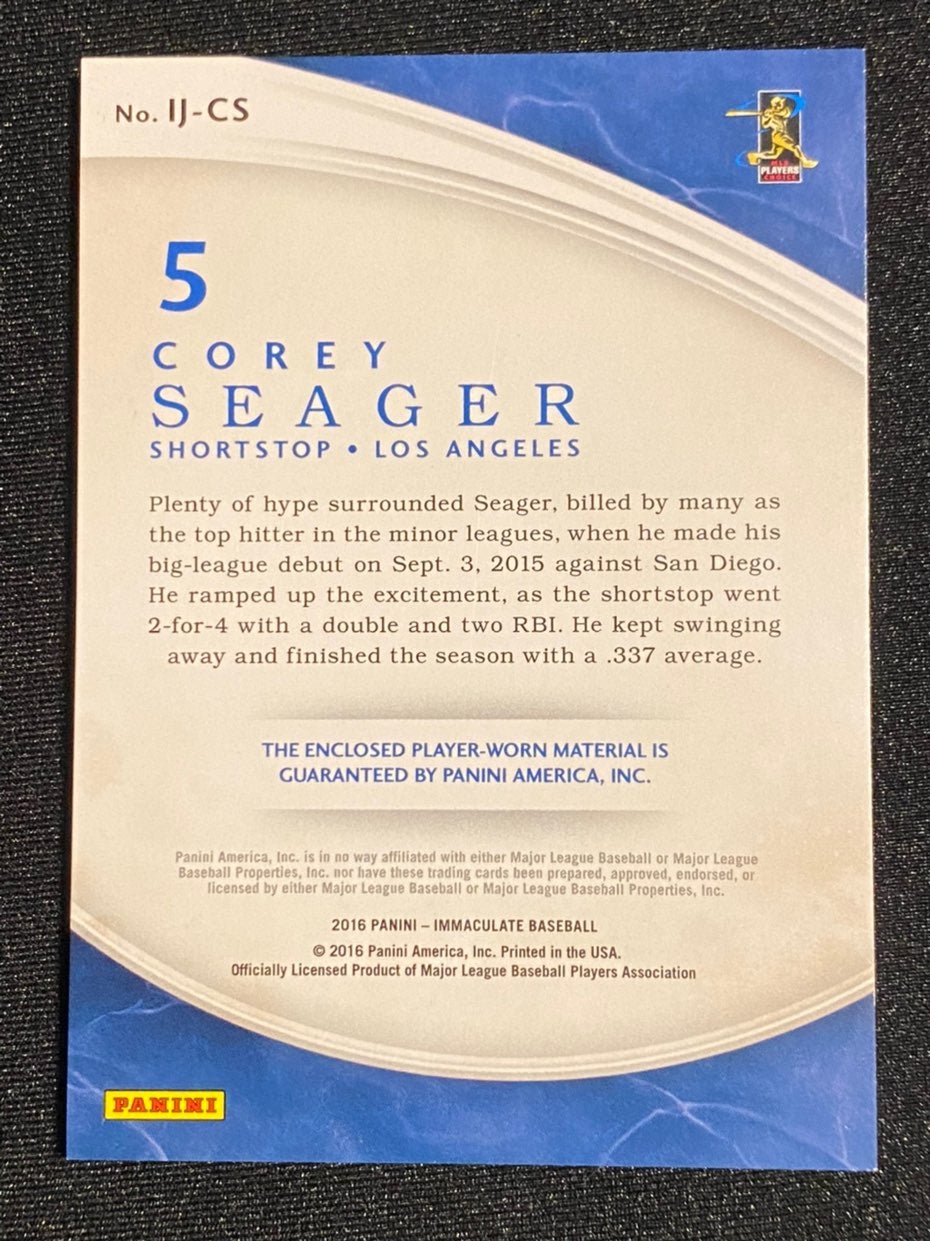 No. IJ-CS
MLB
PLAYERS
CHOICE
5
COREY
SEAGER
SHORTSTOP • LOS ANGELES
Plenty of hype surrounded Seager, billed by many as
the top hitter in the minor leagues, when he made his
big-league debut on Sept. 3, 2015 against San Diego.
He ramped up the excitement, as the shortstop went
2-for-4 with a double and two RBI. He kept swinging
away and finished the season with a .337 average.
THE ENCLOSED PLAYER-WORN MATERIAL IS
GUARANTEED BY PANINI AMERICA, INC.
Panini America, Inc. is in no way affiliated with either Major League Baseball or Major League
Baseball Properties, Inc. nor have these trading cards been prepared, approved, endorsed, or
licensed by either Major League Baseball or Major League Baseball Properties, Inc.
2016 PANINI – IMMACULATE BASEBALL
© 2016 Panini America, Inc. Printed in the USA.
Officially Licensed Product of Major League Baseball Players Association
PANINI